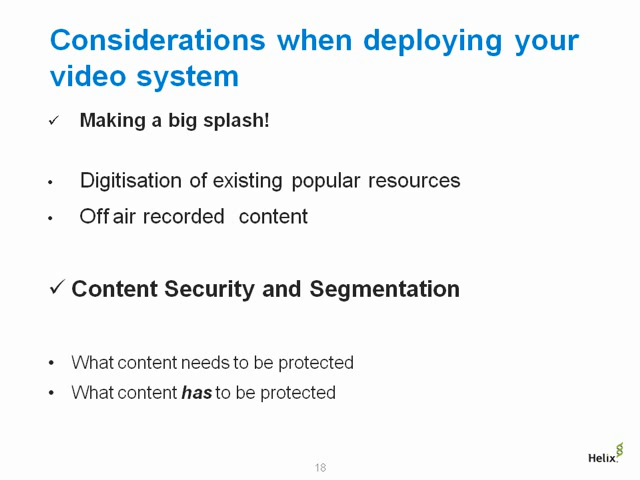 Considerations when deploying your
video system
✓ Making a big splash!
• Digitisation of existing popular resources
• Off air recorded content
✓ Content Security and Segmentation
• What content needs to be protected
• What content has to be protected
Helix
18